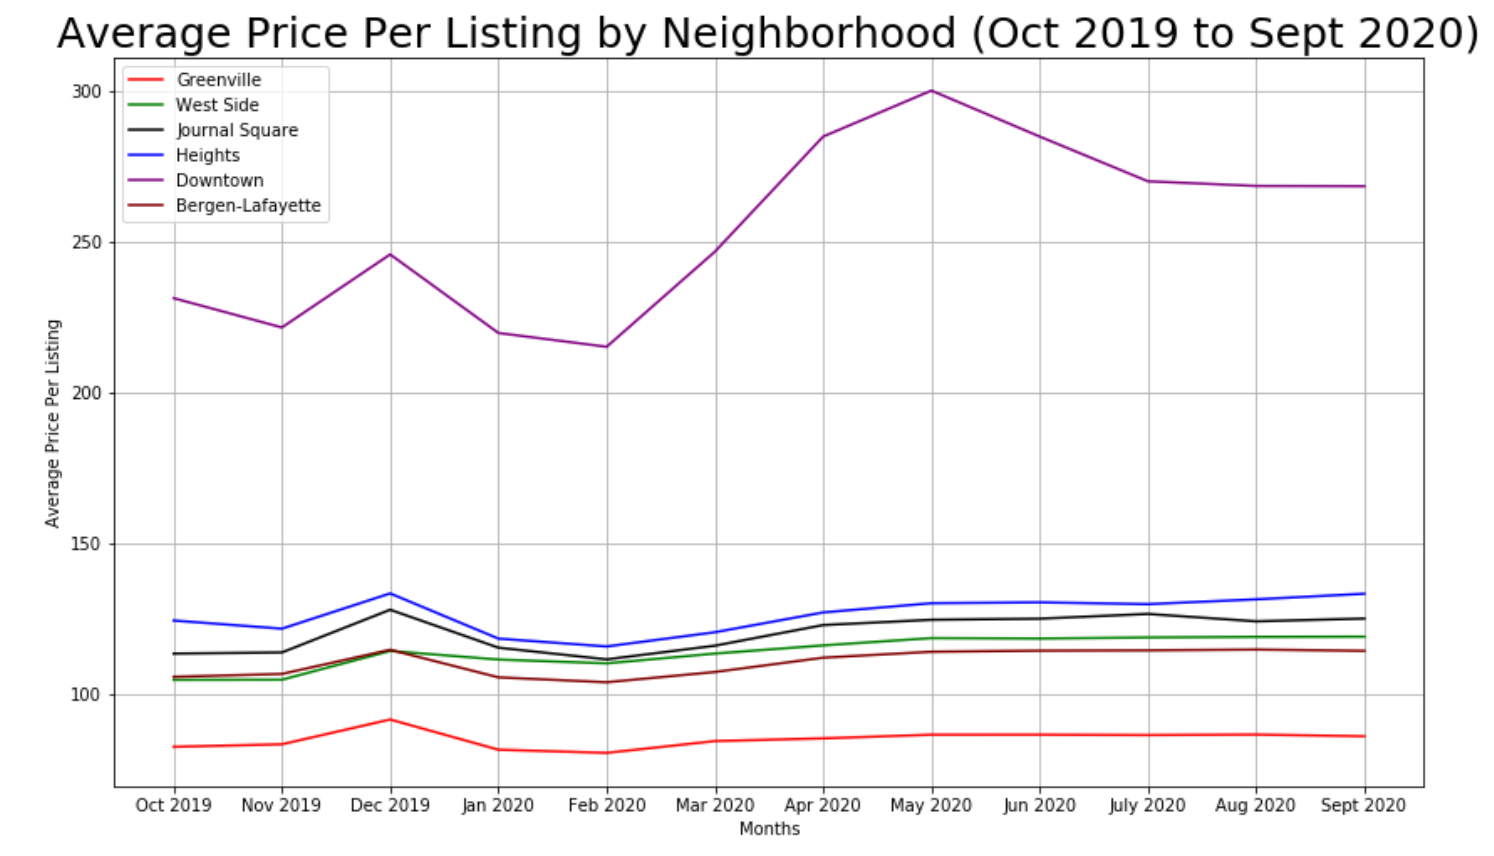 Average Price Per Listing by Neighborhood (Oct 2019 to Sept 2020)
Greenville
West Side
Journal Square
Heights
Downtown
Bergen-Lafayette
300
250
200
150
100
Average Price Per Listing
Oct 2019 Nov 2019 Dec 2019 Jan 2020 Feb 2020 Mar 2020 Apr 2020 May 2020 Jun 2020 July 2020 Aug 2020 Sept 2020
Months